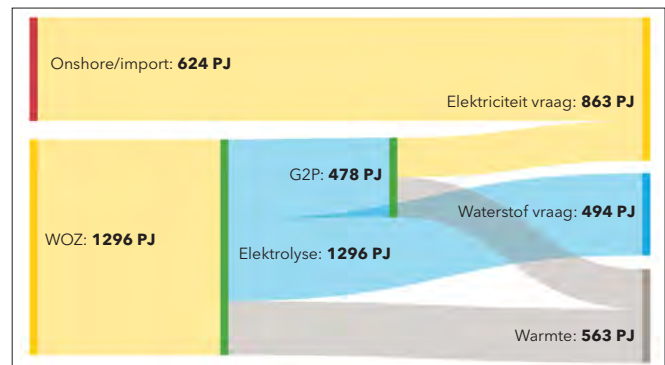 Onshore/import: 624 PJ
Elektriciteit vraag: 863 PJ
G2P: 478 PJ
Waterstof vraag: 494 PJ
WOZ: 1296 PJ
Elektrolyse: 1296 PJ
Warmte: 563 PJ